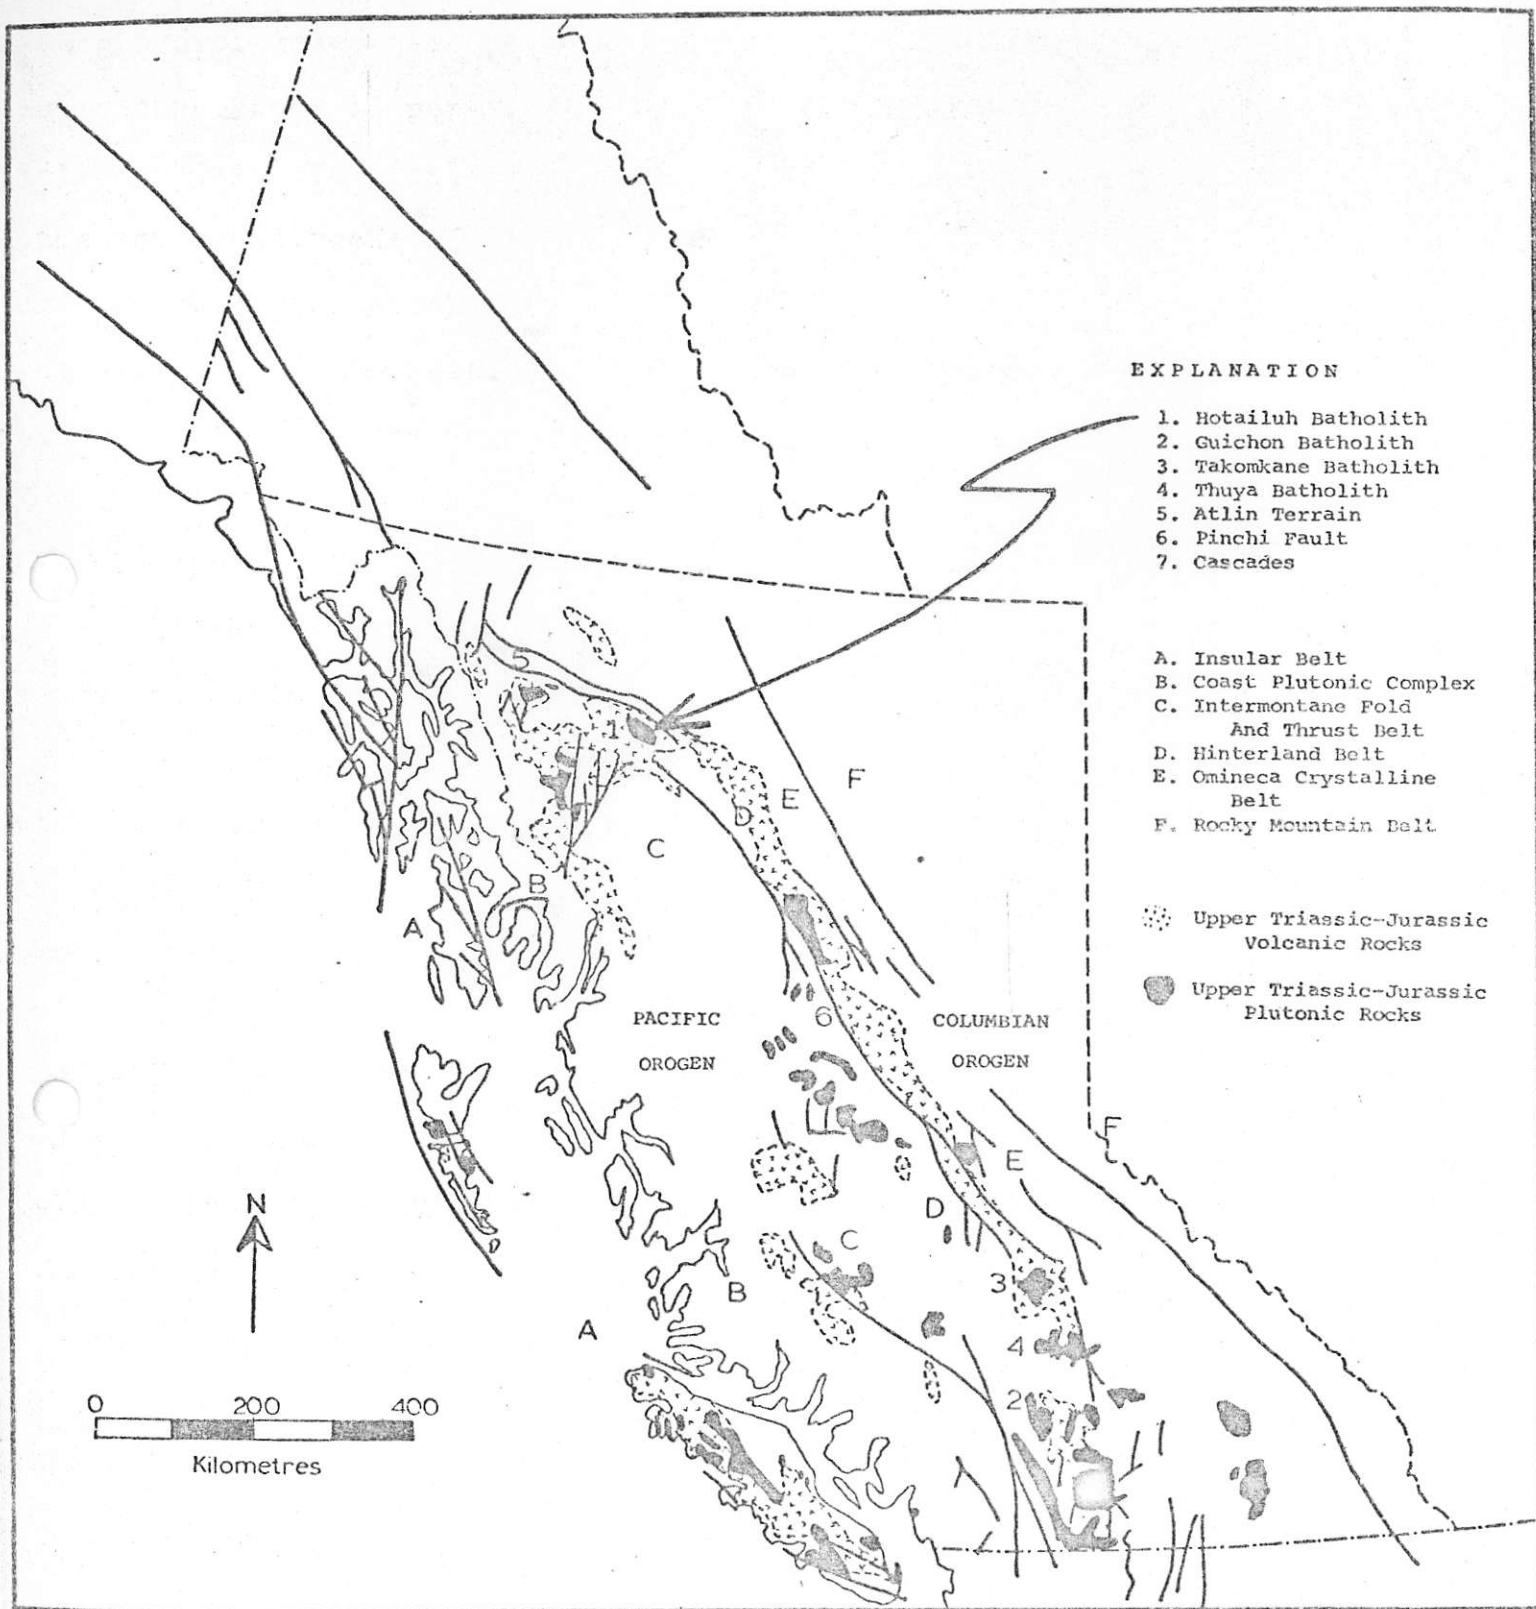 EXPLANATION
1. Hotailuh Batholith
2. Guichon Batholith
3. Takomkane Batholith
4. Thuya Batholith
5. Atlin Terrain
6. Pinchi Fault
7. Cascades
A. Insular Belt
B. Coast Plutonic Complex
C. Intermontane Fold
And Thrust Belt
D. Hinterland Belt
E. Omineca Crystalline
Belt
F. Rocky Mountain Belt
Upper Triassic-Jurassic
Volcanic Rocks
Upper Triassic-Jurassic
Plutonic Rocks
5
1
F
E
D
C
B
A
6
PACIFIC
OROGEN
COLUMBIAN
OROGEN
F
E
D
C
B
A
3
4
2
N
0 200 400
Kilometres